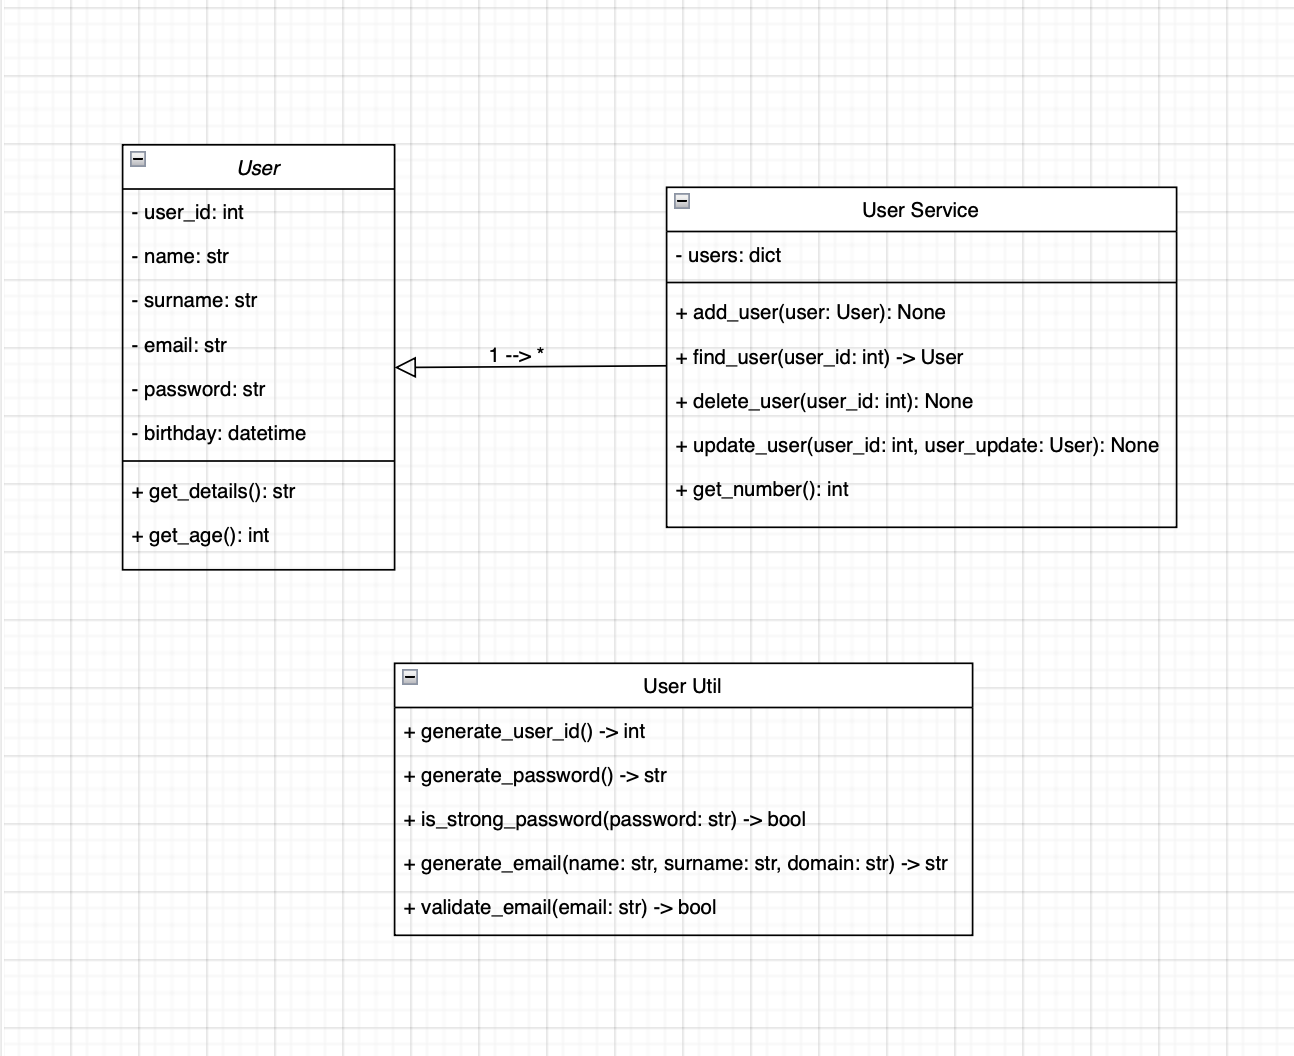 User
- user_id: int
- name: str
- surname: str
- email: str
- password: str
- birthday: datetime
+ get_details(): str
+ get_age(): int
1 --> *
User Service
- users: dict
+ add_user(user: User): None
+ find_user(user_id: int) -> User
+ delete_user(user_id: int): None
+ update_user(user_id: int, user_update: User): None
+ get_number(): int
User Util
+ generate_user_id() -> int
+ generate_password() -> str
+ is_strong_password(password: str) -> bool
+ generate_email(name: str, surname: str, domain: str) -> str
+ validate_email(email: str) -> bool